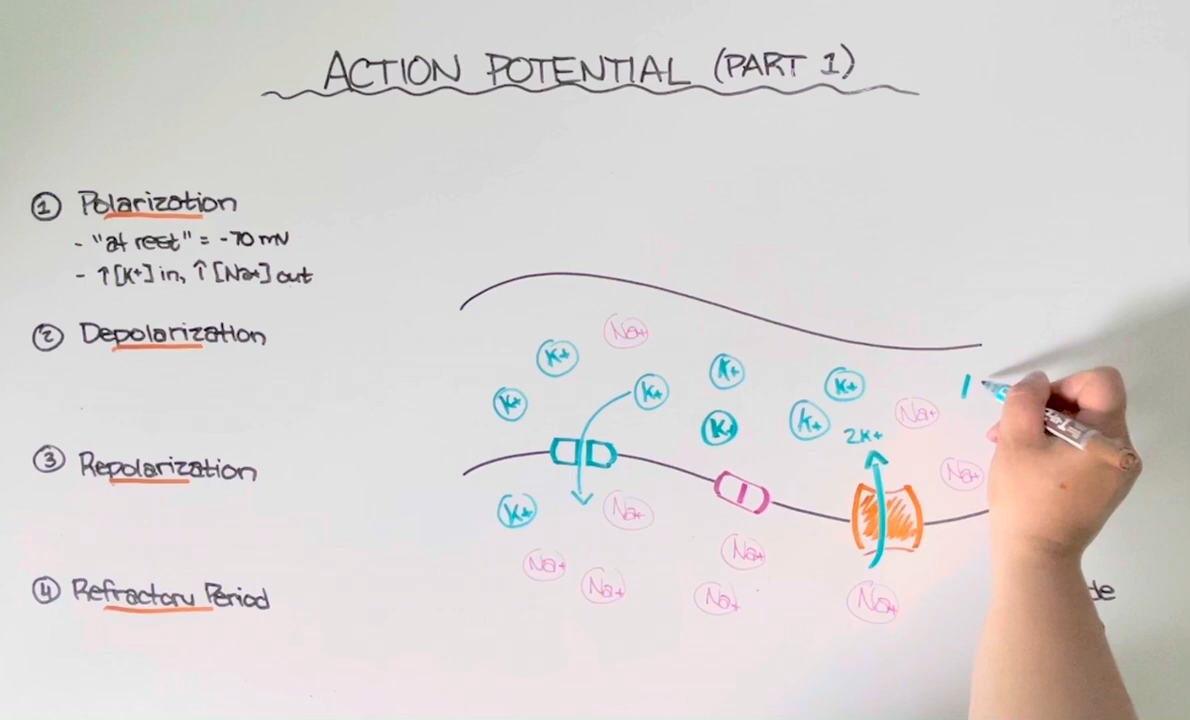 ACTION POTENTIAL (PART 1)
① Polarization
- "at rest" = -70 mV
- ↑[K+] in, ↑[Na+] out
② Depolarization
③ Repolarization
④ Refractory Period
Na+
K+
K+
K+
K+
K+
K+
K+
2K+
Na+
Na+
K+
Na+
Na+
Na+
Na+
Na+
Na+
de